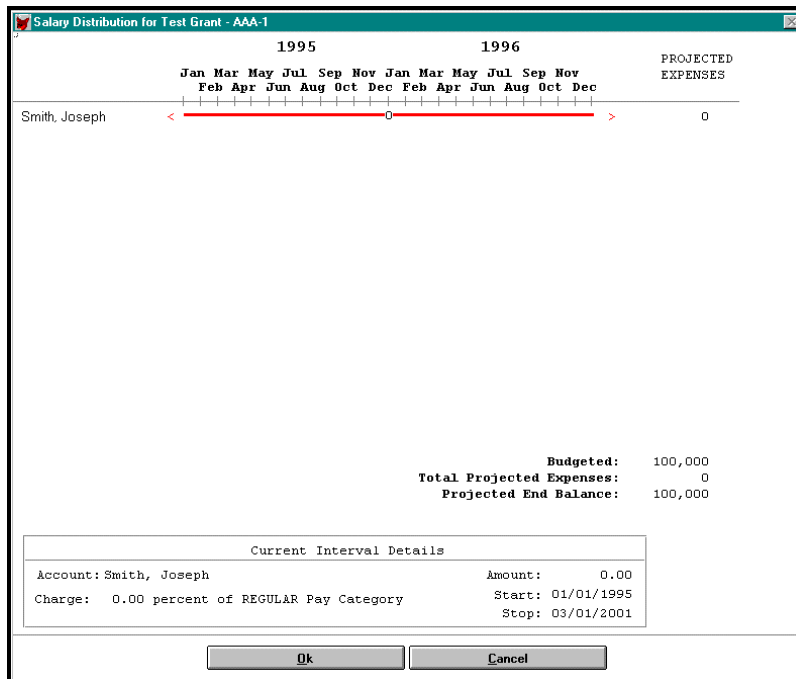 Salary Distribution for Test Grant - AAA-1
1995 1996
PROJECTED
EXPENSES
Jan Mar May Jul Sep Nov Jan Mar May Jul Sep Nov
Feb Apr Jun Aug Oct Dec Feb Apr Jun Aug Oct Dec
Smith, Joseph < 0 > 0
Budgeted: 100,000
Total Projected Expenses: 0
Projected End Balance: 100,000
Current Interval Details
Account: Smith, Joseph Amount: 0.00
Charge: 0.00 percent of REGULAR Pay Category Start: 01/01/1995
Stop: 03/01/2001
Ok Cancel